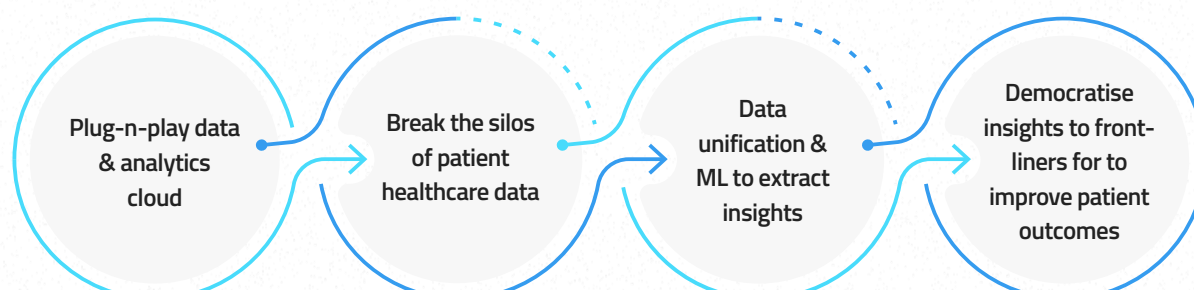 Plug-n-play data
& analytics
cloud
Break the silos
of patient
healthcare data
Data
unification &
ML to extract
insights
Democratise
insights to front-
liners for to
improve patient
outcomes